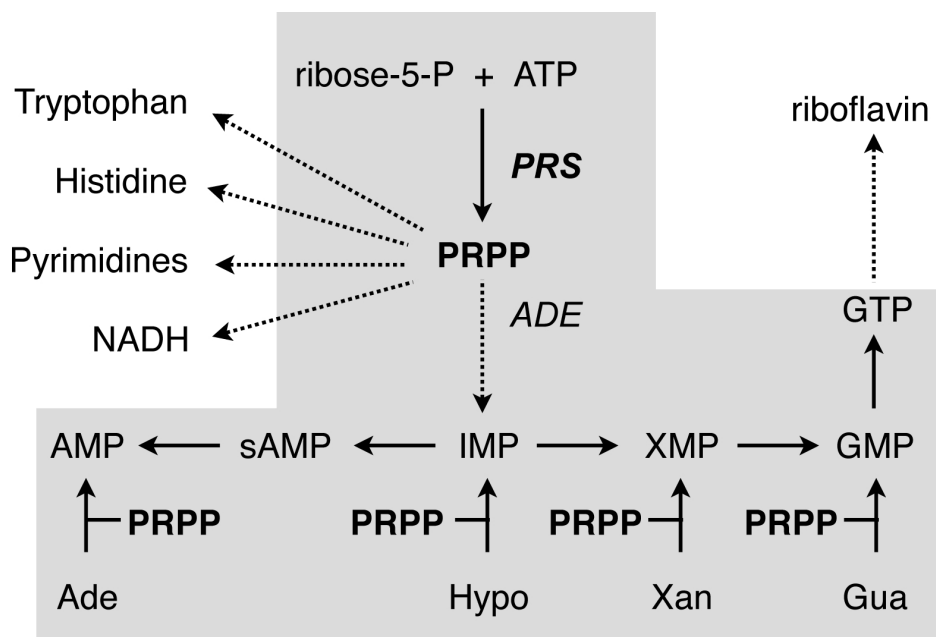 ribose-5-P + ATP
Tryptophan
riboflavin
PRS
Histidine
PRPP
Pyrimidines
ADE
GTP
NADH
AMP sAMP IMP XMP GMP
PRPP PRPP PRPP PRPP
Ade Hypo Xan Gua